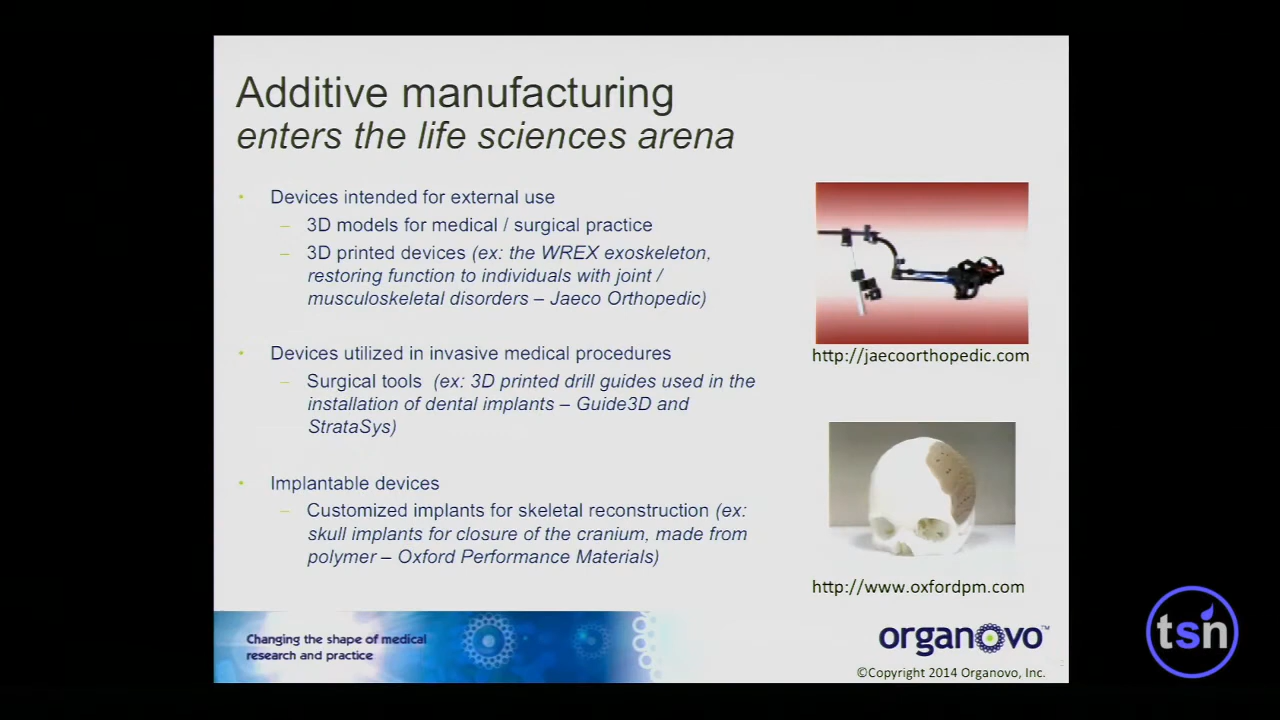 Additive manufacturing
enters the life sciences arena
• Devices intended for external use
– 3D models for medical / surgical practice
– 3D printed devices (ex: the WREX exoskeleton,
restoring function to individuals with joint /
musculoskeletal disorders – Jaeco Orthopedic)
• Devices utilized in invasive medical procedures
– Surgical tools (ex: 3D printed drill guides used in the
installation of dental implants – Guide3D and
StrataSys)
• Implantable devices
– Customized implants for skeletal reconstruction (ex:
skull implants for closure of the cranium, made from
polymer – Oxford Performance Materials)
http://jaecoorthopedic.com
http://www.oxfordpm.com
Changing the shape of medical
research and practice
organovo™
©Copyright 2014 Organovo, Inc.
tsn